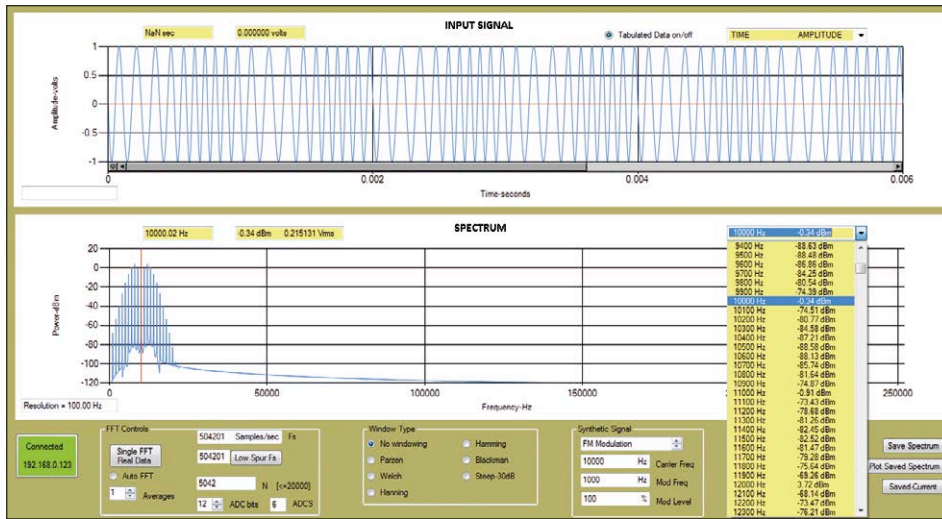 INPUT SIGNAL
NaN sec 0.000000 volts
Tabulated Data on/off
TIME AMPLITUDE
1
0.5
0
-0.5
-1
Amplitude-volts
0 0.002 0.004 0.006
Time-seconds
SPECTRUM
10000.02 Hz
-0.34 dBm 0.215131 Vrms
10000 Hz -0.34 dBm
20
0
-20
-40
-60
-80
-100
-120
Power-dBm
0 50000 100000 150000 250000
Frequency-Hz
Resolution = 100.00 Hz
9400 Hz -88.63 dBm
9500 Hz -88.48 dBm
9600 Hz -86.86 dBm
9700 Hz -84.25 dBm
9800 Hz -80.54 dBm
9900 Hz -74.39 dBm
10000 Hz -0.34 dBm
10100 Hz -74.51 dBm
10200 Hz -80.77 dBm
10300 Hz -84.58 dBm
10400 Hz -87.21 dBm
10500 Hz -88.58 dBm
10600 Hz -88.13 dBm
10700 Hz -85.74 dBm
10800 Hz -81.64 dBm
10900 Hz -74.87 dBm
11000 Hz -0.91 dBm
11100 Hz -73.43 dBm
11200 Hz -78.68 dBm
11300 Hz -81.26 dBm
11400 Hz -82.45 dBm
11500 Hz -82.52 dBm
11600 Hz -81.47 dBm
11700 Hz -79.28 dBm
11800 Hz -75.64 dBm
11900 Hz -69.26 dBm
12000 Hz 3.72 dBm
12100 Hz -68.14 dBm
12200 Hz -73.47 dBm
12300 Hz -76.21 dBm
Connected
192.168.0.123
FFT Controls
Single FFT
Real Data
Auto FFT
1 Averages
504201 Samples/sec Fs
504201 Low Spur Fs
5042 N [<=20000]
12 ADC bits 6 ADCS
Window Type
No windowing
Parzen
Welch
Hanning
Hamming
Blackman
Steep-30dB
Synthetic Signal
FM Modulation
10000 Hz Carrier Freq
1000 Hz Mod Freq
100 % Mod Level
Save Spectrum
Plot Saved Spectrum
Saved-Current